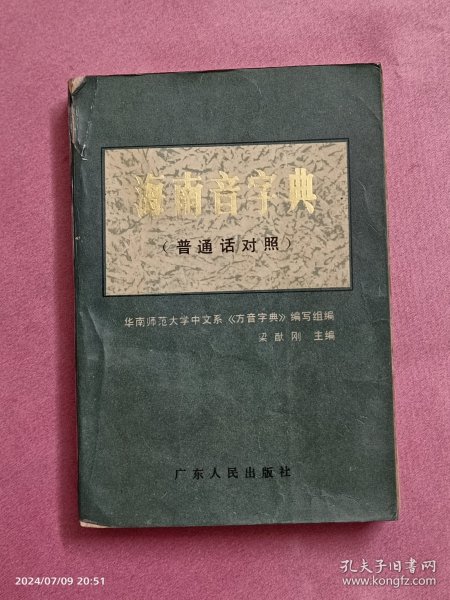 海南音字典
（普通话对照）
华南师范大学中文系《方音字典》编写组编
梁猷刚 主编
广东人民出版社
2024/07/09 20:51
孔夫子旧书网
www.kongfz.com